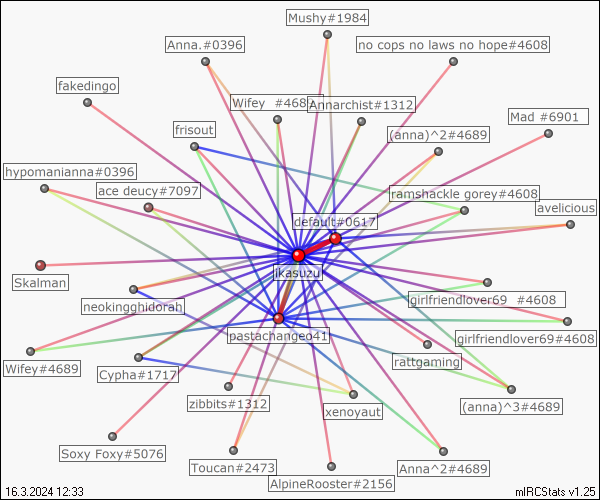 Mushy#1984
Anna.#0396
no cops no laws no hope#4608
fakedingo
Wifey #468
Annarchist#1312
Mad #6901
frisout
(anna)^2#4689
hypomanianna#0396
ace deucy#7097
ramshackle gorey#4608
avelicious
default#0617
ikasuzu
Skalman
girlfriendlover69 #4608
neokingghidorah
pastachange041
girlfriendlover69#4608
rattgaming
Wifey#4689
Cypha#1717
zibbits#1312
xenoyaut
(anna)^3#4689
Soxy Foxy#5076
Toucan#2473
Anna^2#4689
AlpineRooster#2156
16.3.2024 12:33
mIRCStats v1.25